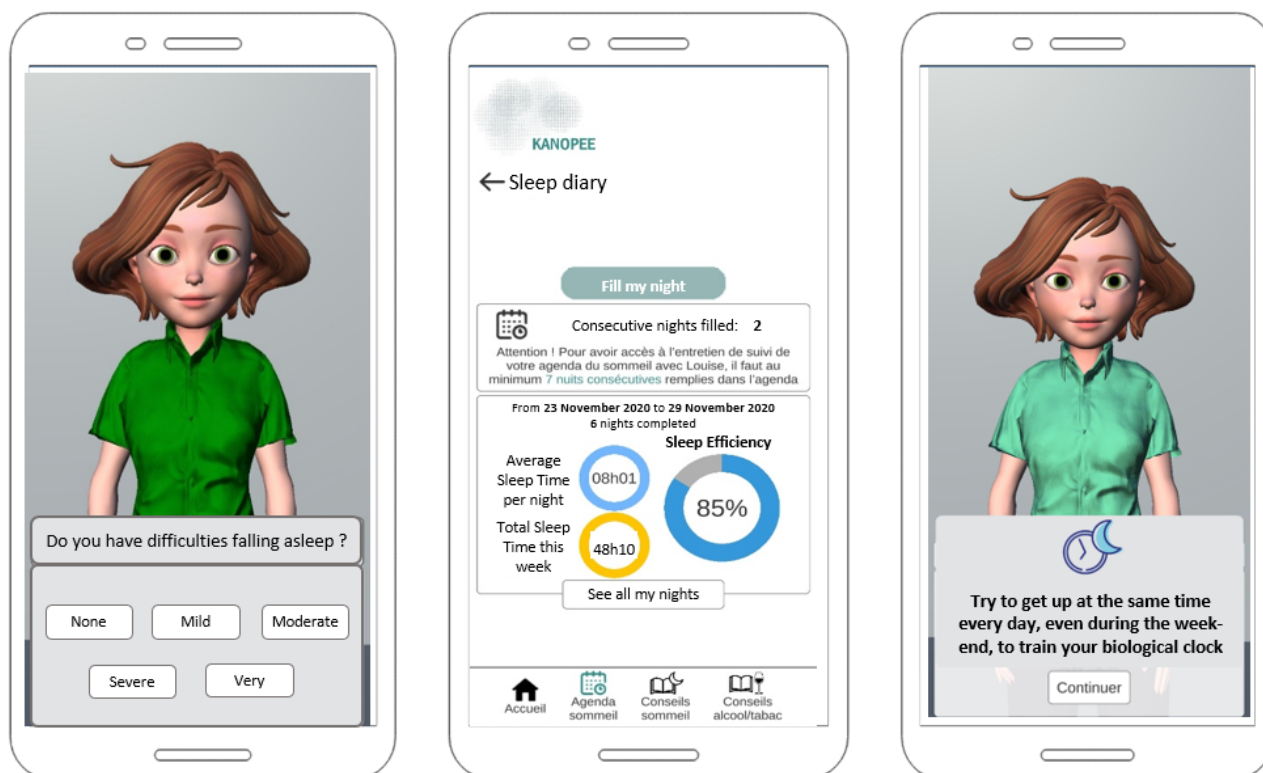 Do you have difficulties falling asleep ?
None
Mild
Moderate
Severe
Very
KANOPEE
Sleep diary
Fill my night
Consecutive nights filled: 2
Attention ! Pour avoir accès à l'entretien de suivi de
votre agenda du sommeil avec Louise, il faut au
minimum 7 nuits consécutives remplies dans l'agenda
From 23 November 2020 to 29 November 2020
6 nights completed
Sleep Efficiency
Average
Sleep Time
per night
08h01
85%
Total Sleep
Time this
week
48h10
See all my nights
Accueil
Agenda
sommeil
Conseils
sommeil
Conseils
alcool/tabac
Try to get up at the same time
every day, even during the week-
end, to train your biological clock
Continuer